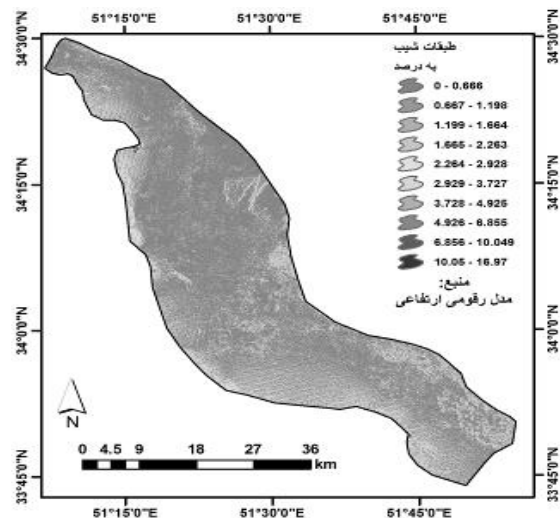 51°15'0"E 51°30'0"E 51°45'0"E
34°30'0"N 34°30'0"N
34°15'0"N 34°15'0"N
34°0'0"N 34°0'0"N
33°45'0"N 33°45'0"N
طبقات شیب
به درصد
0 - 0.666
0.667 - 1.198
1.199 - 1.664
1.665 - 2.263
2.264 - 2.928
2.929 - 3.727
3.728 - 4.925
4.926 - 6.855
6.856 - 10.049
10.05 - 16.97
منبع:
مدل رقومی ارتفاعی
N
0 4.5 9 18 27 36
km
51°15'0"E 51°30'0"E 51°45'0"E